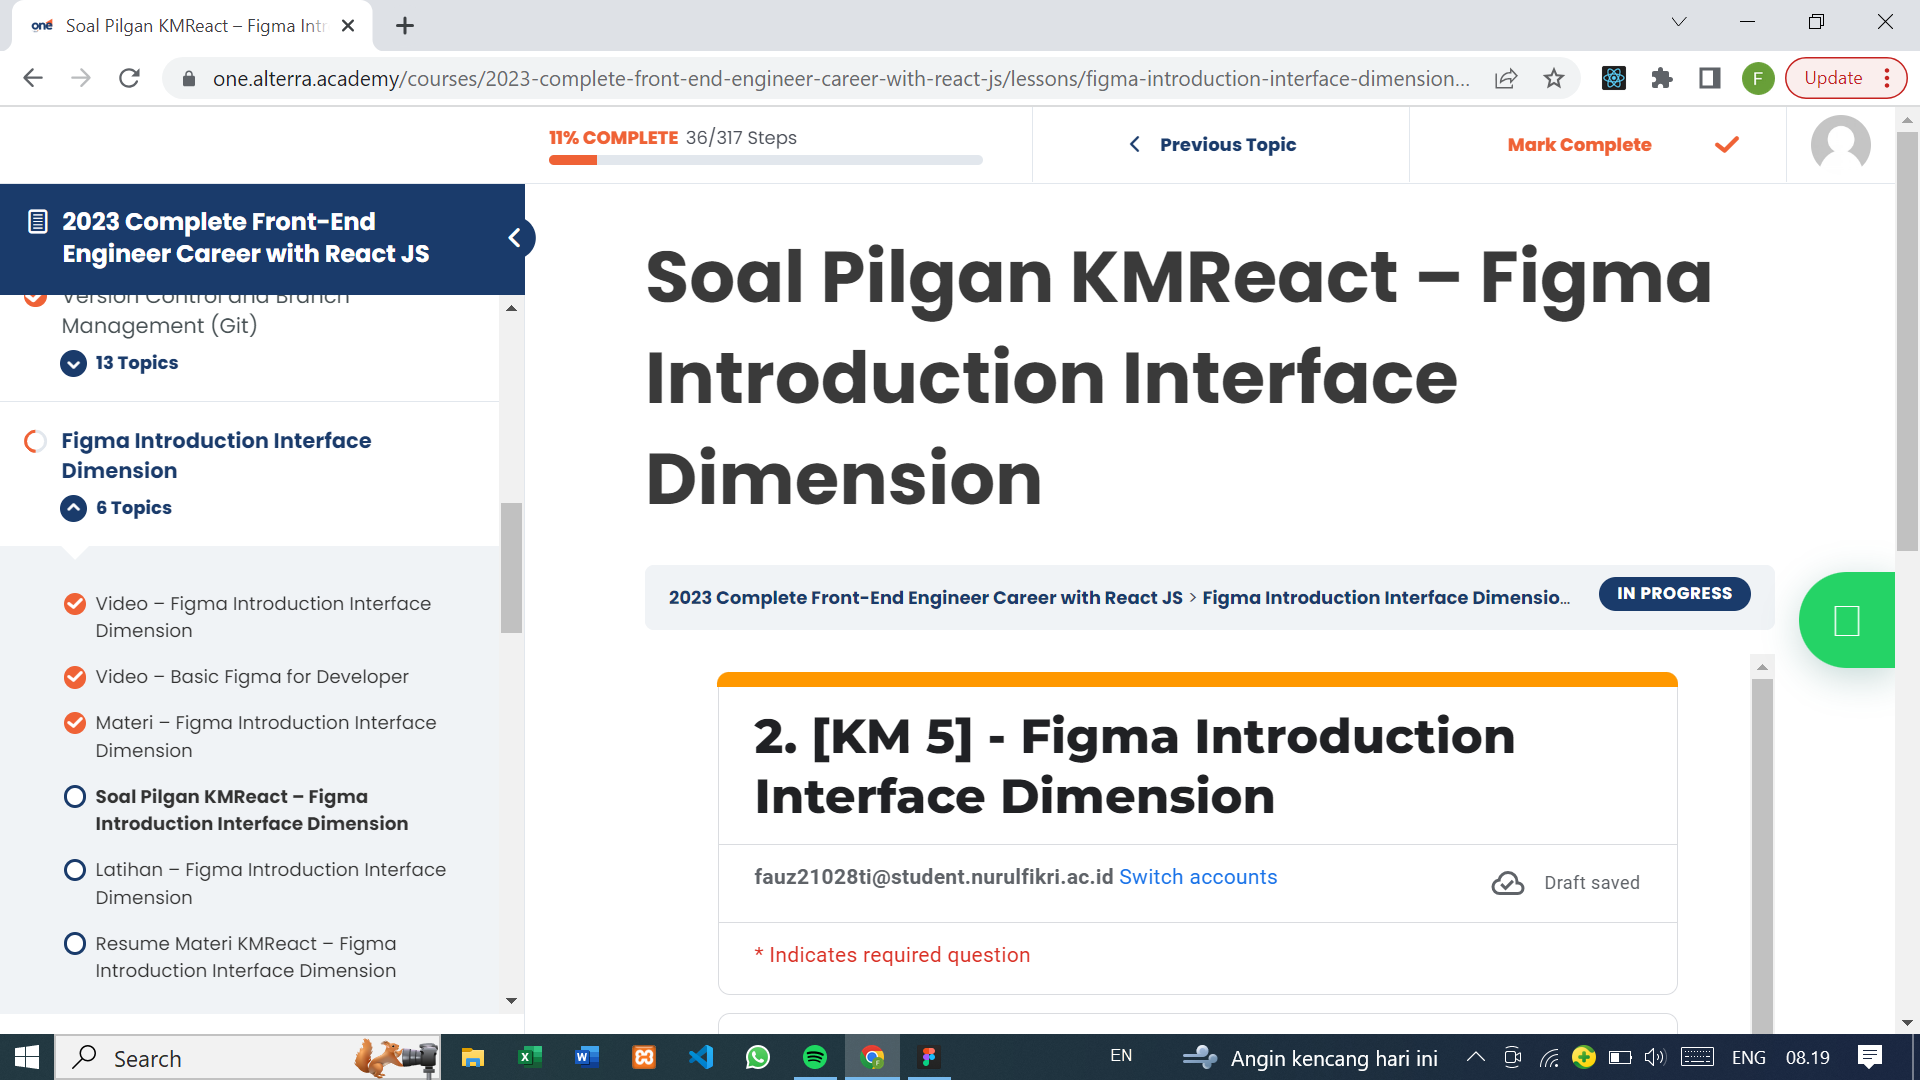 one Soal Pilgan KMReact – Figma Intr
one.alterra.academy/courses/2023-complete-front-end-engineer-career-with-react-js/lessons/figma-introduction-interface-dimension...
F
Update
11% COMPLETE 36/317 Steps
Previous Topic
Mark Complete
2023 Complete Front-End
Engineer Career with React JS
Version Control and Branch
Management (Git)
13 Topics
Figma Introduction Interface
Dimension
6 Topics
Video – Figma Introduction Interface
Dimension
Video – Basic Figma for Developer
Materi – Figma Introduction Interface
Dimension
Soal Pilgan KMReact – Figma
Introduction Interface Dimension
Latihan – Figma Introduction Interface
Dimension
Resume Materi KMReact – Figma
Introduction Interface Dimension
Soal Pilgan KMReact – Figma
Introduction Interface
Dimension
2023 Complete Front-End Engineer Career with React JS > Figma Introduction Interface Dimensio...
IN PROGRESS
2. [KM 5] - Figma Introduction
Interface Dimension
fauz21028ti@student.nurulfikri.ac.id Switch accounts
Draft saved
* Indicates required question
Search
EN
Angin kencang hari ini
ENG
08.19